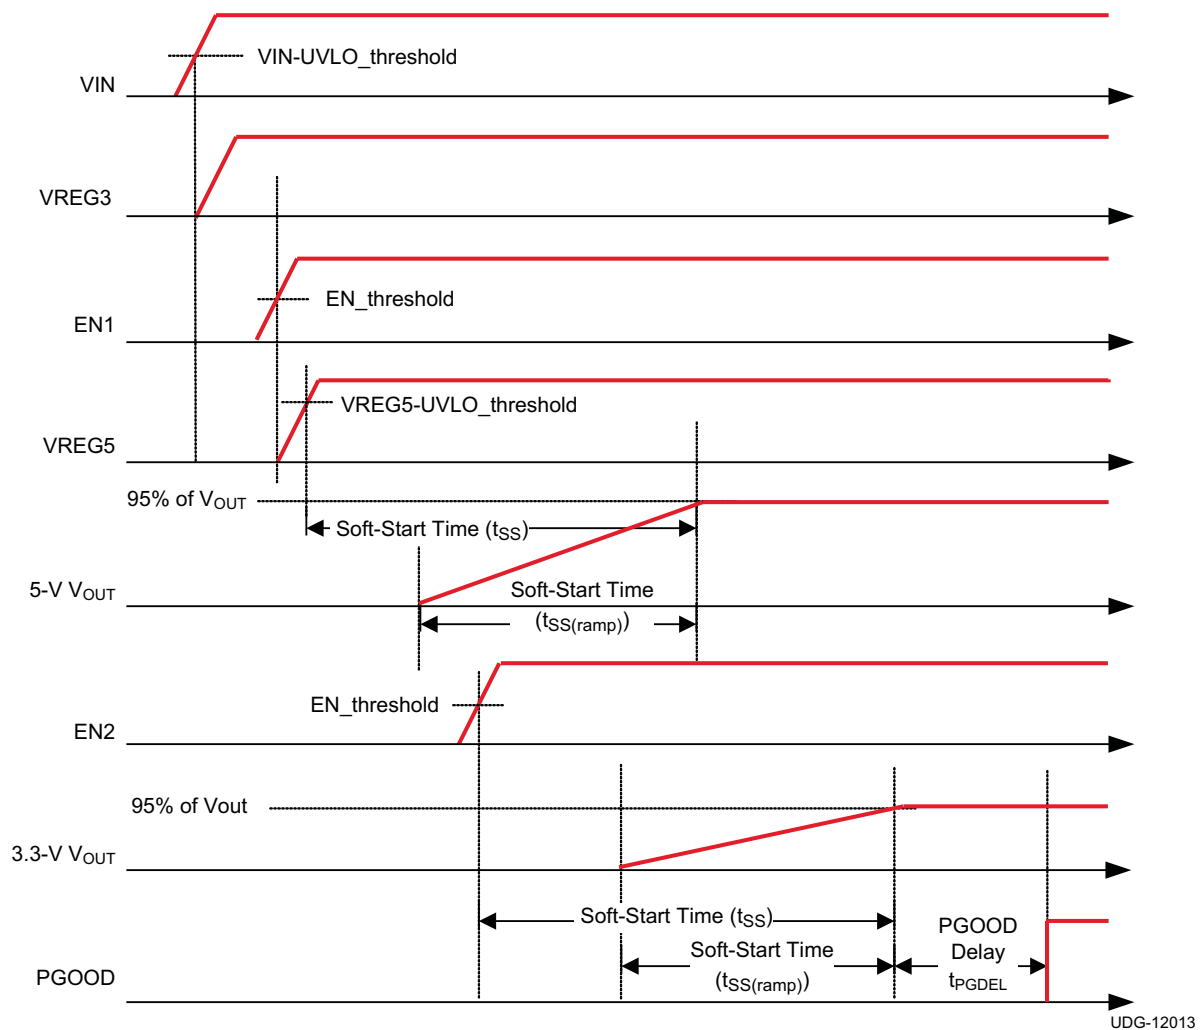 VIN-UVLO_threshold
VIN
VREG3
EN_threshold
EN1
VREG5-UVLO_threshold
VREG5
95% of VOUT
Soft-Start Time (tSS)
5-V VOUT
Soft-Start Time
(tSS(ramp))
EN_threshold
EN2
95% of Vout
3.3-V VOUT
Soft-Start Time (tSS)
PGOOD
Delay
tPGDEL
Soft-Start Time
(tSS(ramp))
PGOOD
UDG-12013